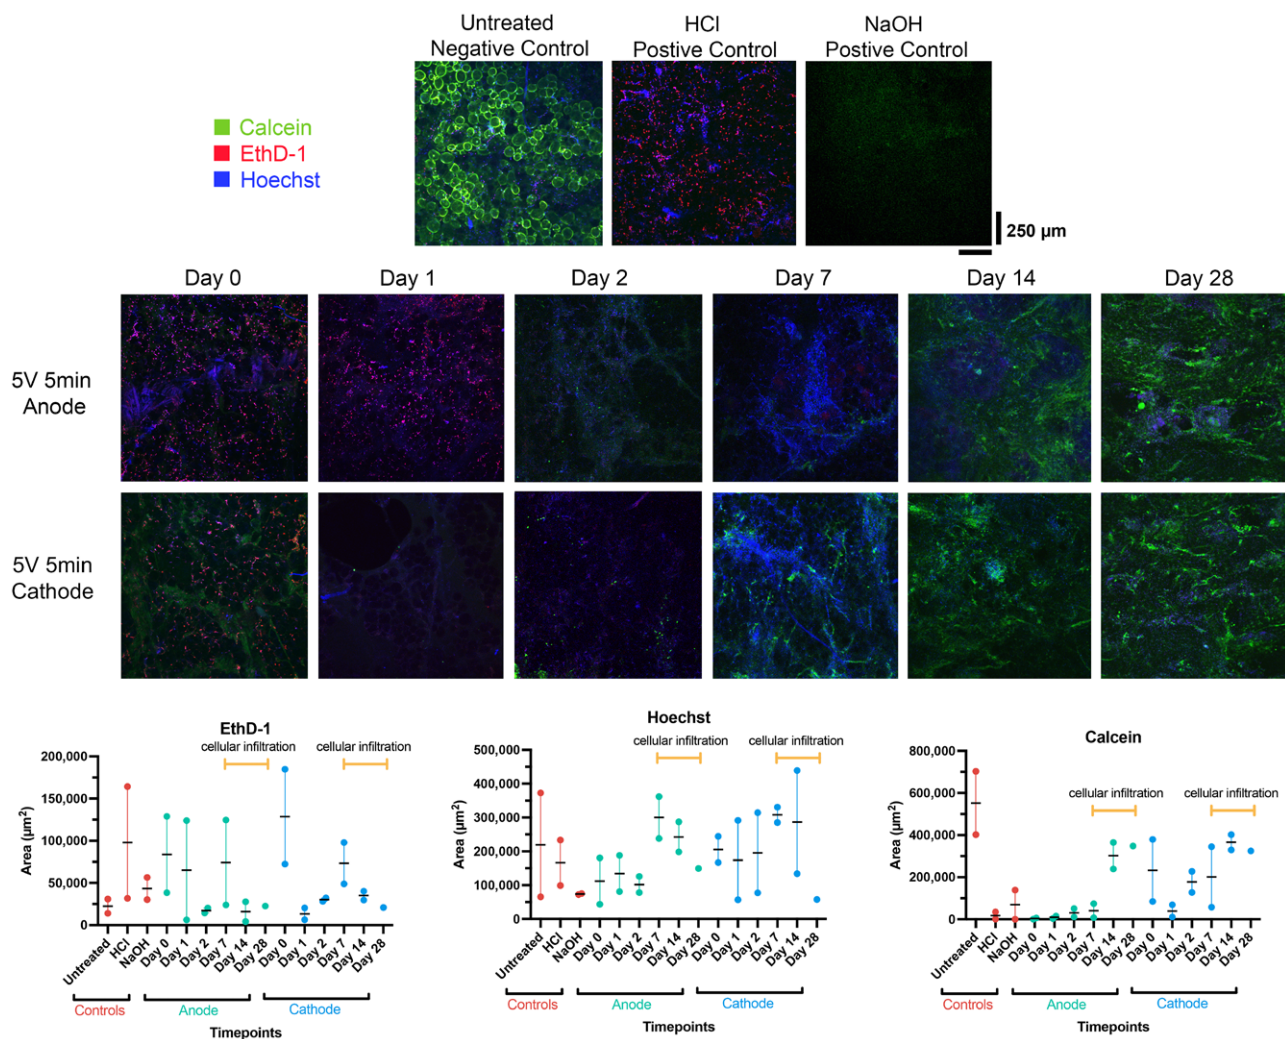 Untreated
Negative Control
HCl
Postive Control
NaOH
Postive Control
Calcein
EthD-1
Hoechst
250 µm
Day 0
Day 1
Day 2
Day 7
Day 14
Day 28
5V 5min
Anode
5V 5min
Cathode
EthD-1
cellular infiltration
cellular infiltration
200,000
150,000
100,000
50,000
0
Area (µm²)
Untreated
HCl
NaOH
Day 0
Day 1
Day 2
Day 7
Day 14
Day 28
Day 0
Day 1
Day 2
Day 7
Day 14
Day 28
Controls
Anode
Cathode
Timepoints
Hoechst
cellular infiltration
cellular infiltration
500,000
400,000
300,000
200,000
100,000
0
Area (µm²)
Untreated
HCl
NaOH
Day 0
Day 1
Day 2
Day 7
Day 14
Day 28
Day 0
Day 1
Day 2
Day 7
Day 14
Day 28
Controls
Anode
Cathode
Timepoints
Calcein
cellular infiltration
cellular infiltration
800,000
600,000
400,000
200,000
0
Area (µm²)
Untreated
HCl
NaOH
Day 0
Day 1
Day 2
Day 7
Day 14
Day 28
Day 0
Day 1
Day 2
Day 7
Day 14
Day 28
Controls
Anode
Cathode
Timepoints